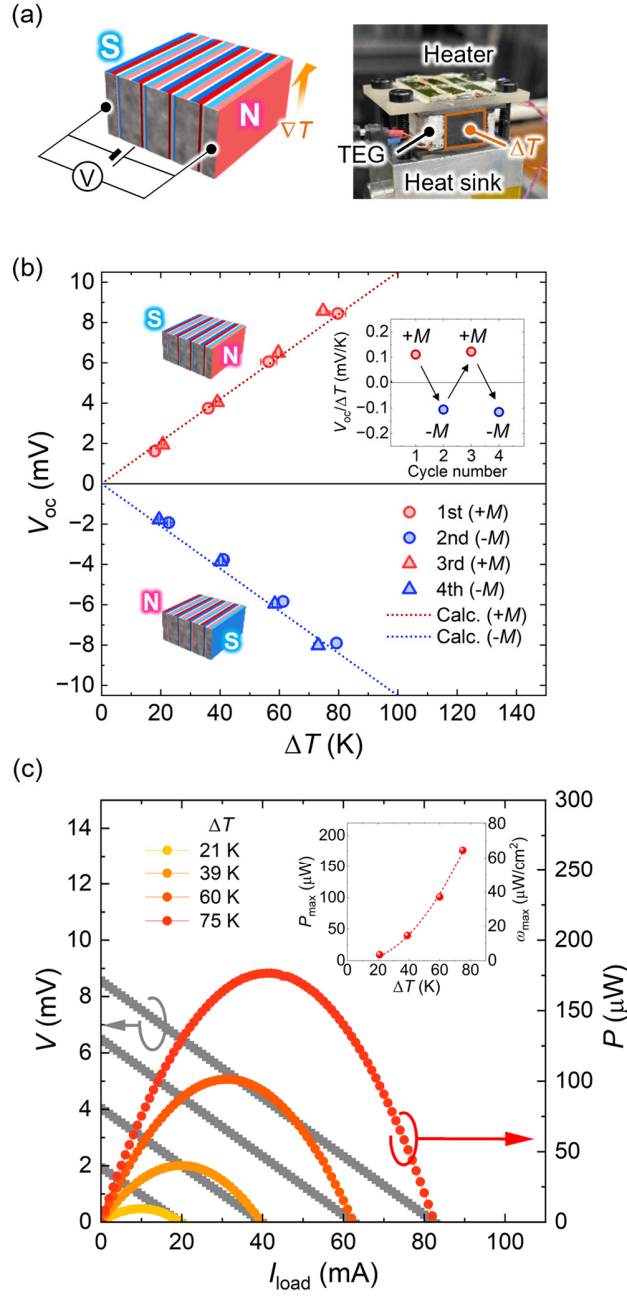 (a)
S
N
∇T
V
Heater
TEG
ΔT
Heat sink
(b)
10
8
6
4
2
0
−2
−4
−6
−8
−10
V_oc (mV)
0 20 40 60 80 100 120 140
ΔT (K)
S
N
N
S
0.2
0.1
0.0
−0.1
−0.2
V_oc/ΔT (mV/K)
+M +M
-M -M
1 2 3 4
Cycle number
1st (+M)
2nd (-M)
3rd (+M)
4th (-M)
Calc. (+M)
Calc. (-M)
(c)
14
12
10
8
6
4
2
0
V (mV)
ΔT
21 K
39 K
60 K
75 K
200
150
100
50
0
P_max (μW)
80
60
40
20
0
ω_max (μW/cm²)
0 20 40 60 80
ΔT (K)
300
250
200
150
100
50
0
P (μW)
0 20 40 60 80 100
I_load (mA)